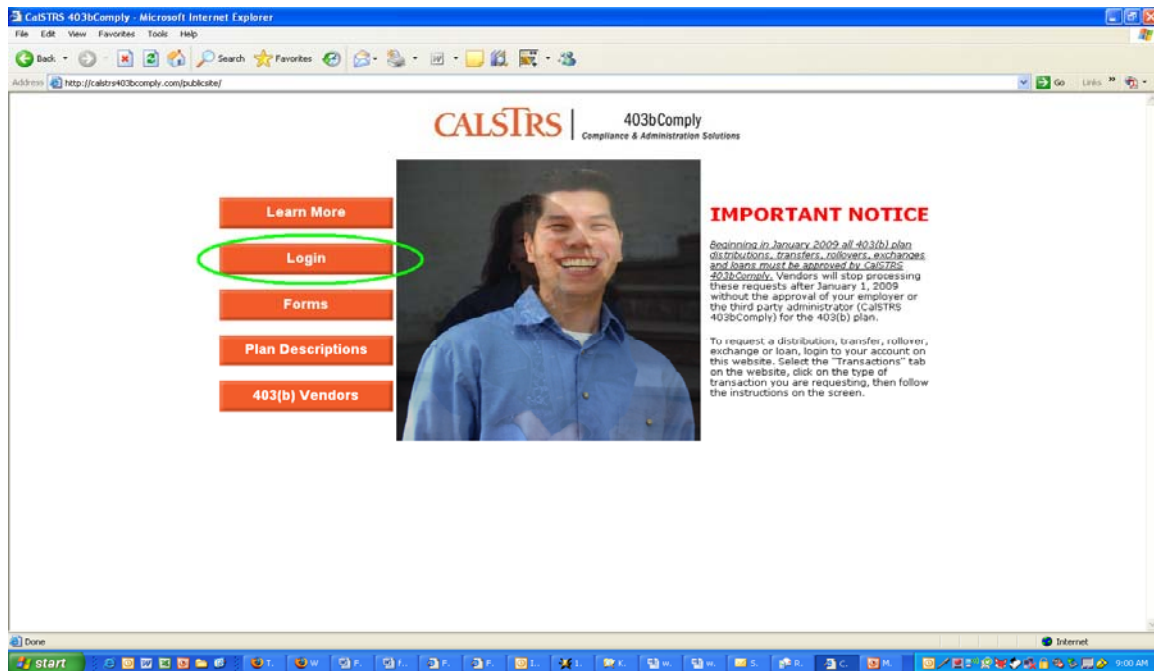 CalSTRS 403bComply - Microsoft Internet Explorer
File Edit View Favorites Tools Help
Back Search Favorites
Address http://calstrs403bcomply.com/publicsite/ Go Links »
CALSTRS 403bComply
Compliance & Administration Solutions
Learn More
Login
Forms
Plan Descriptions
403(b) Vendors
IMPORTANT NOTICE
Beginning in January 2009 all 403(b) plan
distributions, transfers, rollovers, exchanges
and loans must be approved by CalSTRS
403bComply. Vendors will stop processing
these requests after January 1, 2009
without the approval of your employer or
the third party administrator (CalSTRS
403bComply) for the 403(b) plan.
To request a distribution, transfer, rollover,
exchange or loan, login to your account on
this website. Select the "Transactions" tab
on the website, click on the type of
transaction you are requesting, then follow
the instructions on the screen.
Done Internet
start T. W F. f.. F. F. I.. 1. K. w. w. S. R. C. M. 9:00 AM